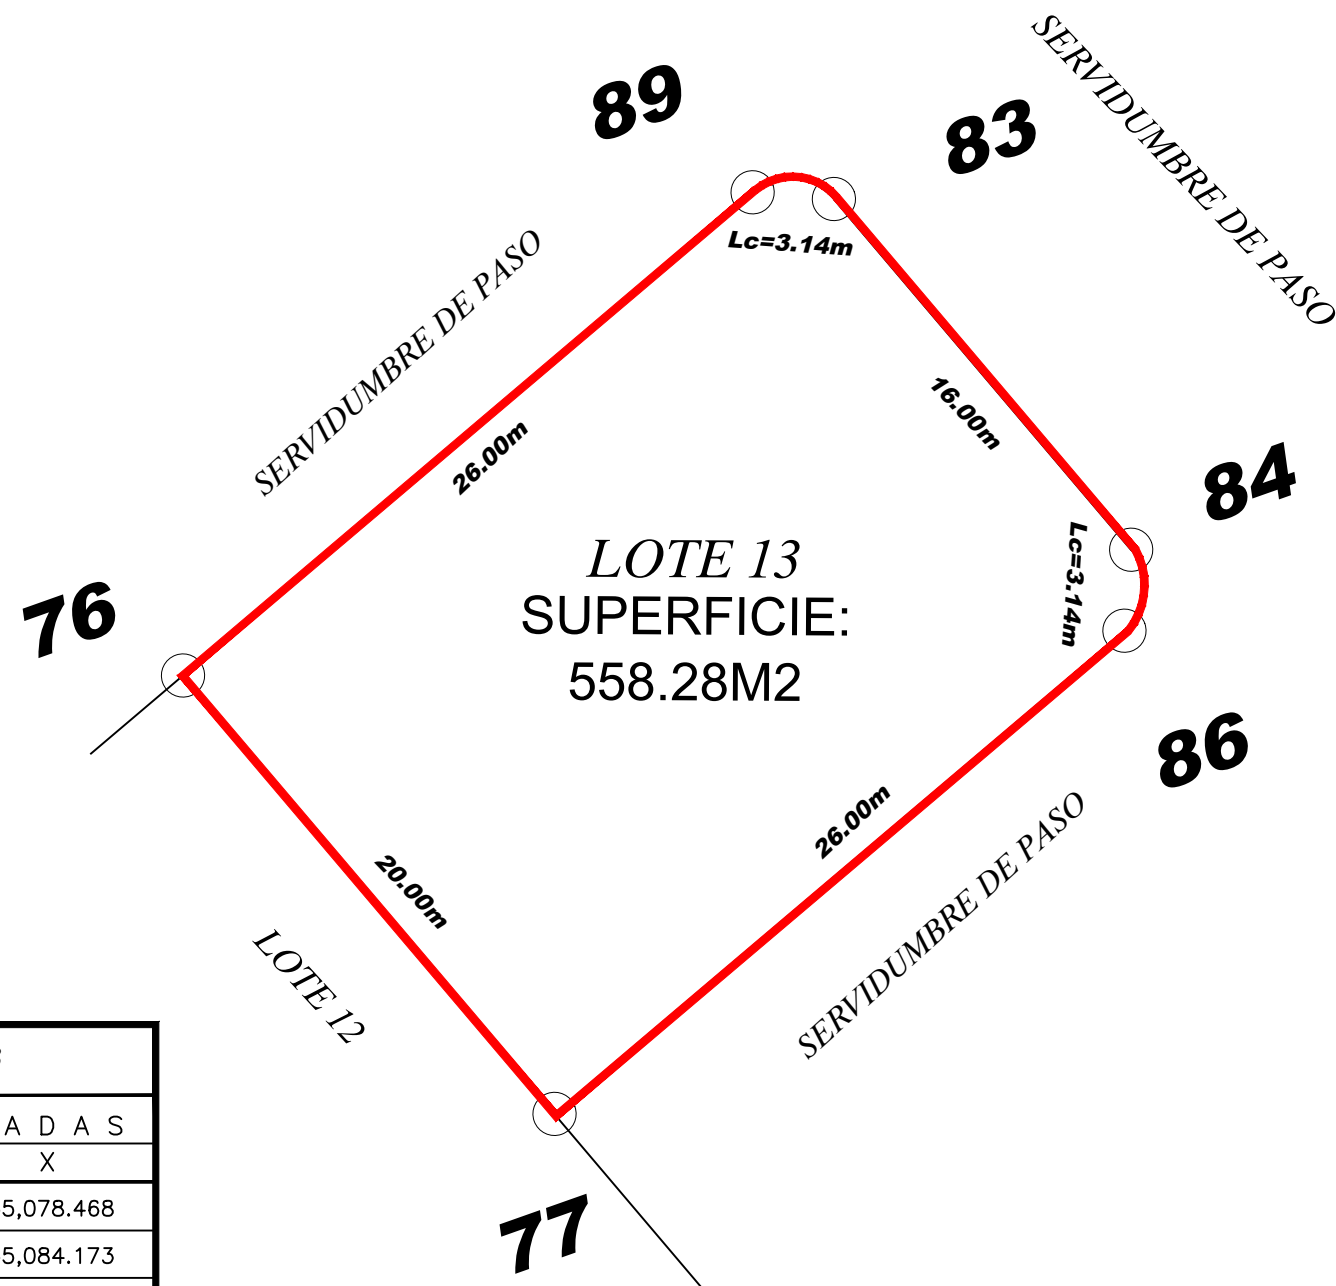 SERVIDUMBRE DE PASO
89
83
Lc=3.14m
SERVIDUMBRE DE PASO
26.00m
16.00m
84
Lc=3.14m
LOTE 13
SUPERFICIE:
558.28M2
76
86
26.00m
SERVIDUMBRE DE PASO
20.00m
LOTE 12
77
A D A S
X
5,078.468
5,084.173